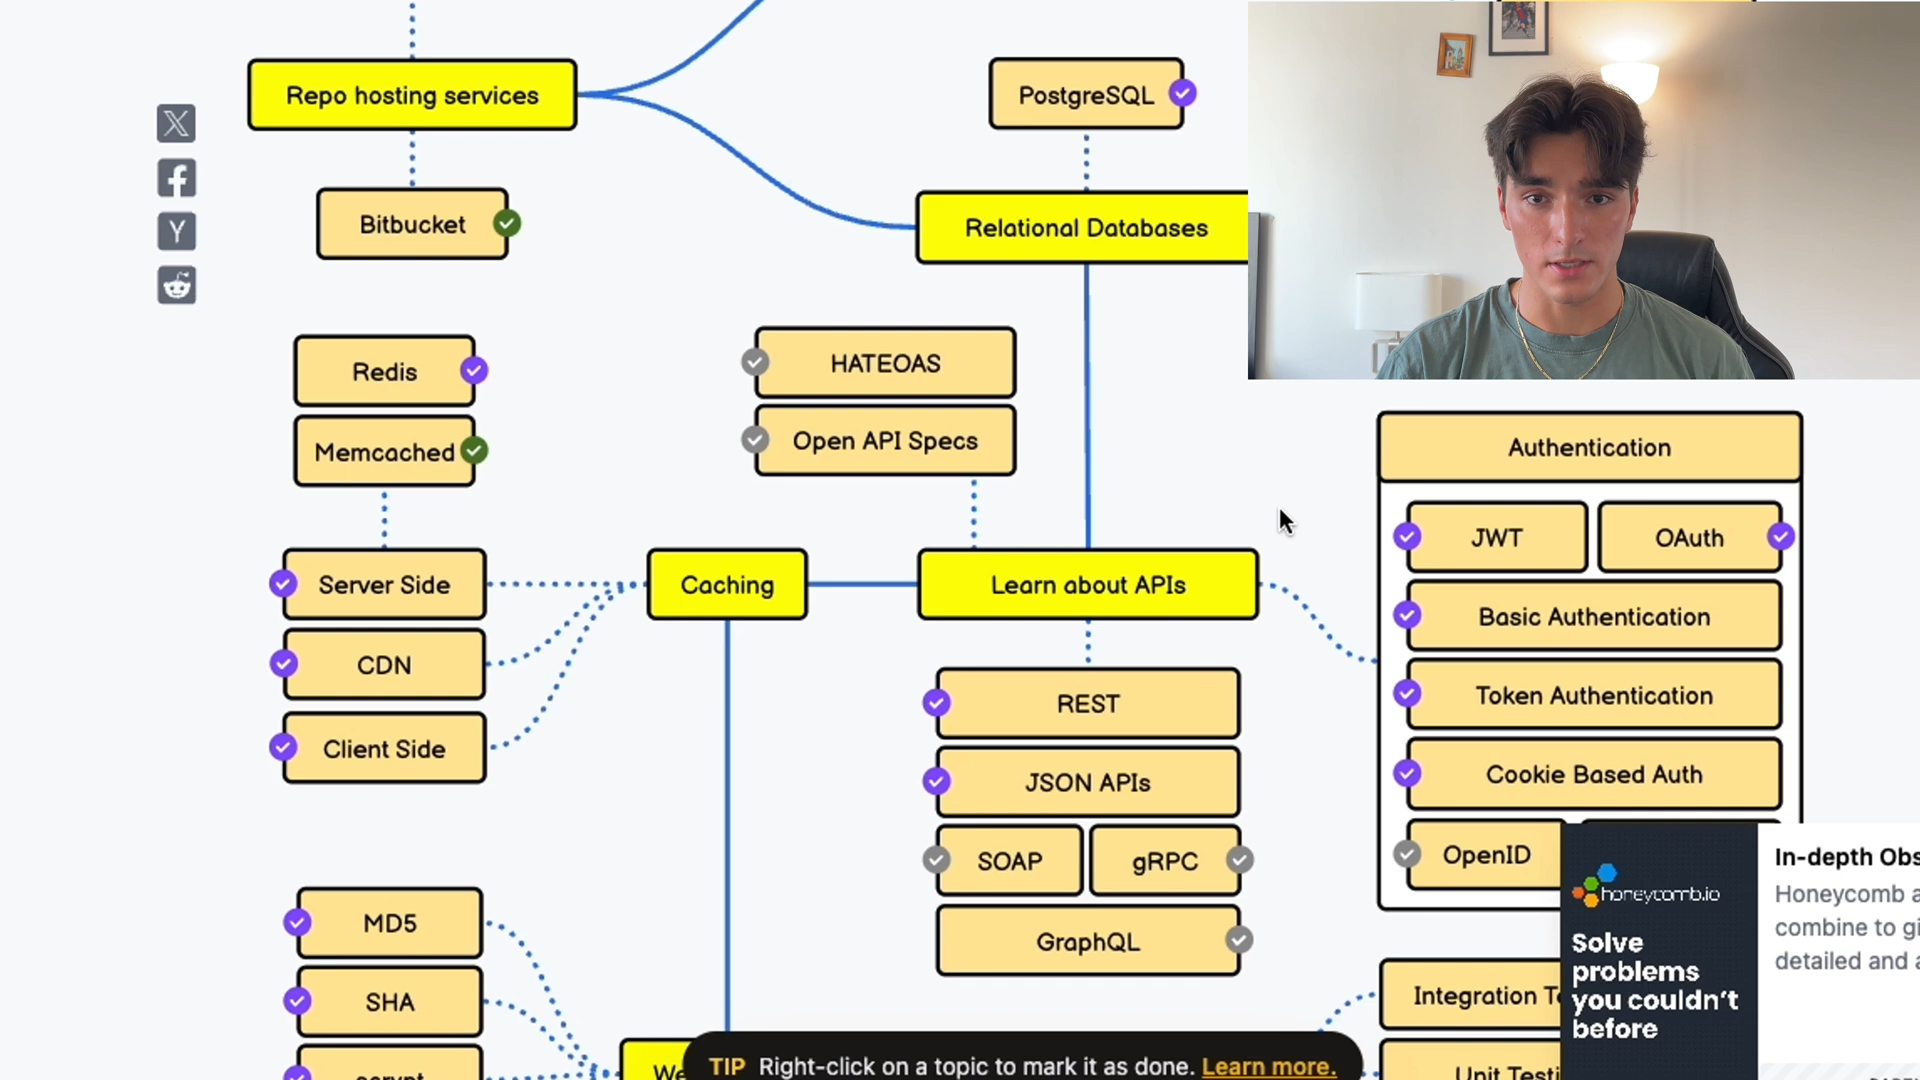 Repo hosting services
PostgreSQL
Bitbucket
Relational Databases
Redis
Memcached
HATEOAS
Open API Specs
Authentication
JWT
OAuth
Server Side
Caching
Learn about APIs
Basic Authentication
CDN
Token Authentication
Client Side
REST
JSON APIs
Cookie Based Auth
SOAP
gRPC
OpenID
GraphQL
MD5
SHA
honeycomb.io
Solve
problems
you couldn't
before
In-depth Obs
Honeycomb a
combine to gi
detailed and a
Integration Te
Unit Testi
We
TIP Right-click on a topic to mark it as done. Learn more.